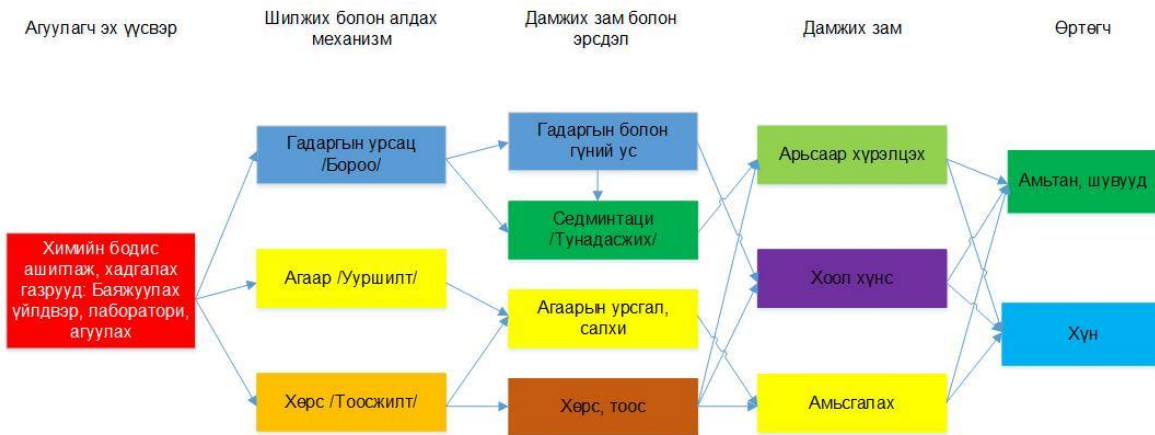 Агуулагч эх үүсвэр
Шилжих болон алдах
механизм
Дамжих зам болон
эрсдэл
Дамжих зам
Өртөгч
Гадаргын урсац
/Бороо/
Гадаргын болон
гүний ус
Арьсаар хүрэлцэх
Амьтан, шувууд
Седминтаци
/Тунадасжих/
Химийн бодис
ашиглаж, хадгалах
газрууд: Баяжуулах
үйлдвэр, лаборатори,
агуулах
Агаар /Ууршилт/
Агаарын урсгал,
салхи
Хоол хүнс
Хүн
Хөрс /Тоосжилт/
Хөрс, тоос
Амьсгалах